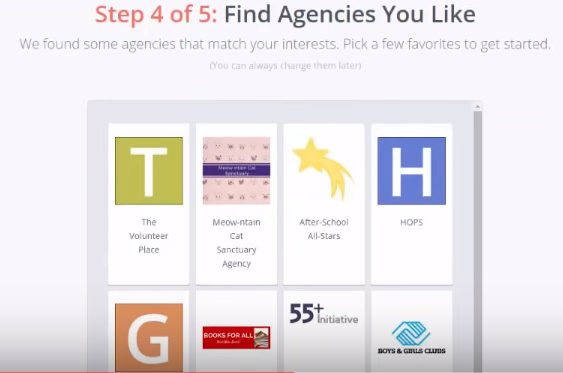 Step 4 of 5: Find Agencies You Like
We found some agencies that match your interests. Pick a few favorites to get started.
(You can always change them later)
T
Meow-ntain Cat
Sanctuary
H
The
Volunteer
Place
Meow-ntain
Cat
Sanctuary
Agency
After-School
All-Stars
HOPS
G
BOOKS FOR ALL
55+
Initiative
BOYS & GIRLS CLUBS